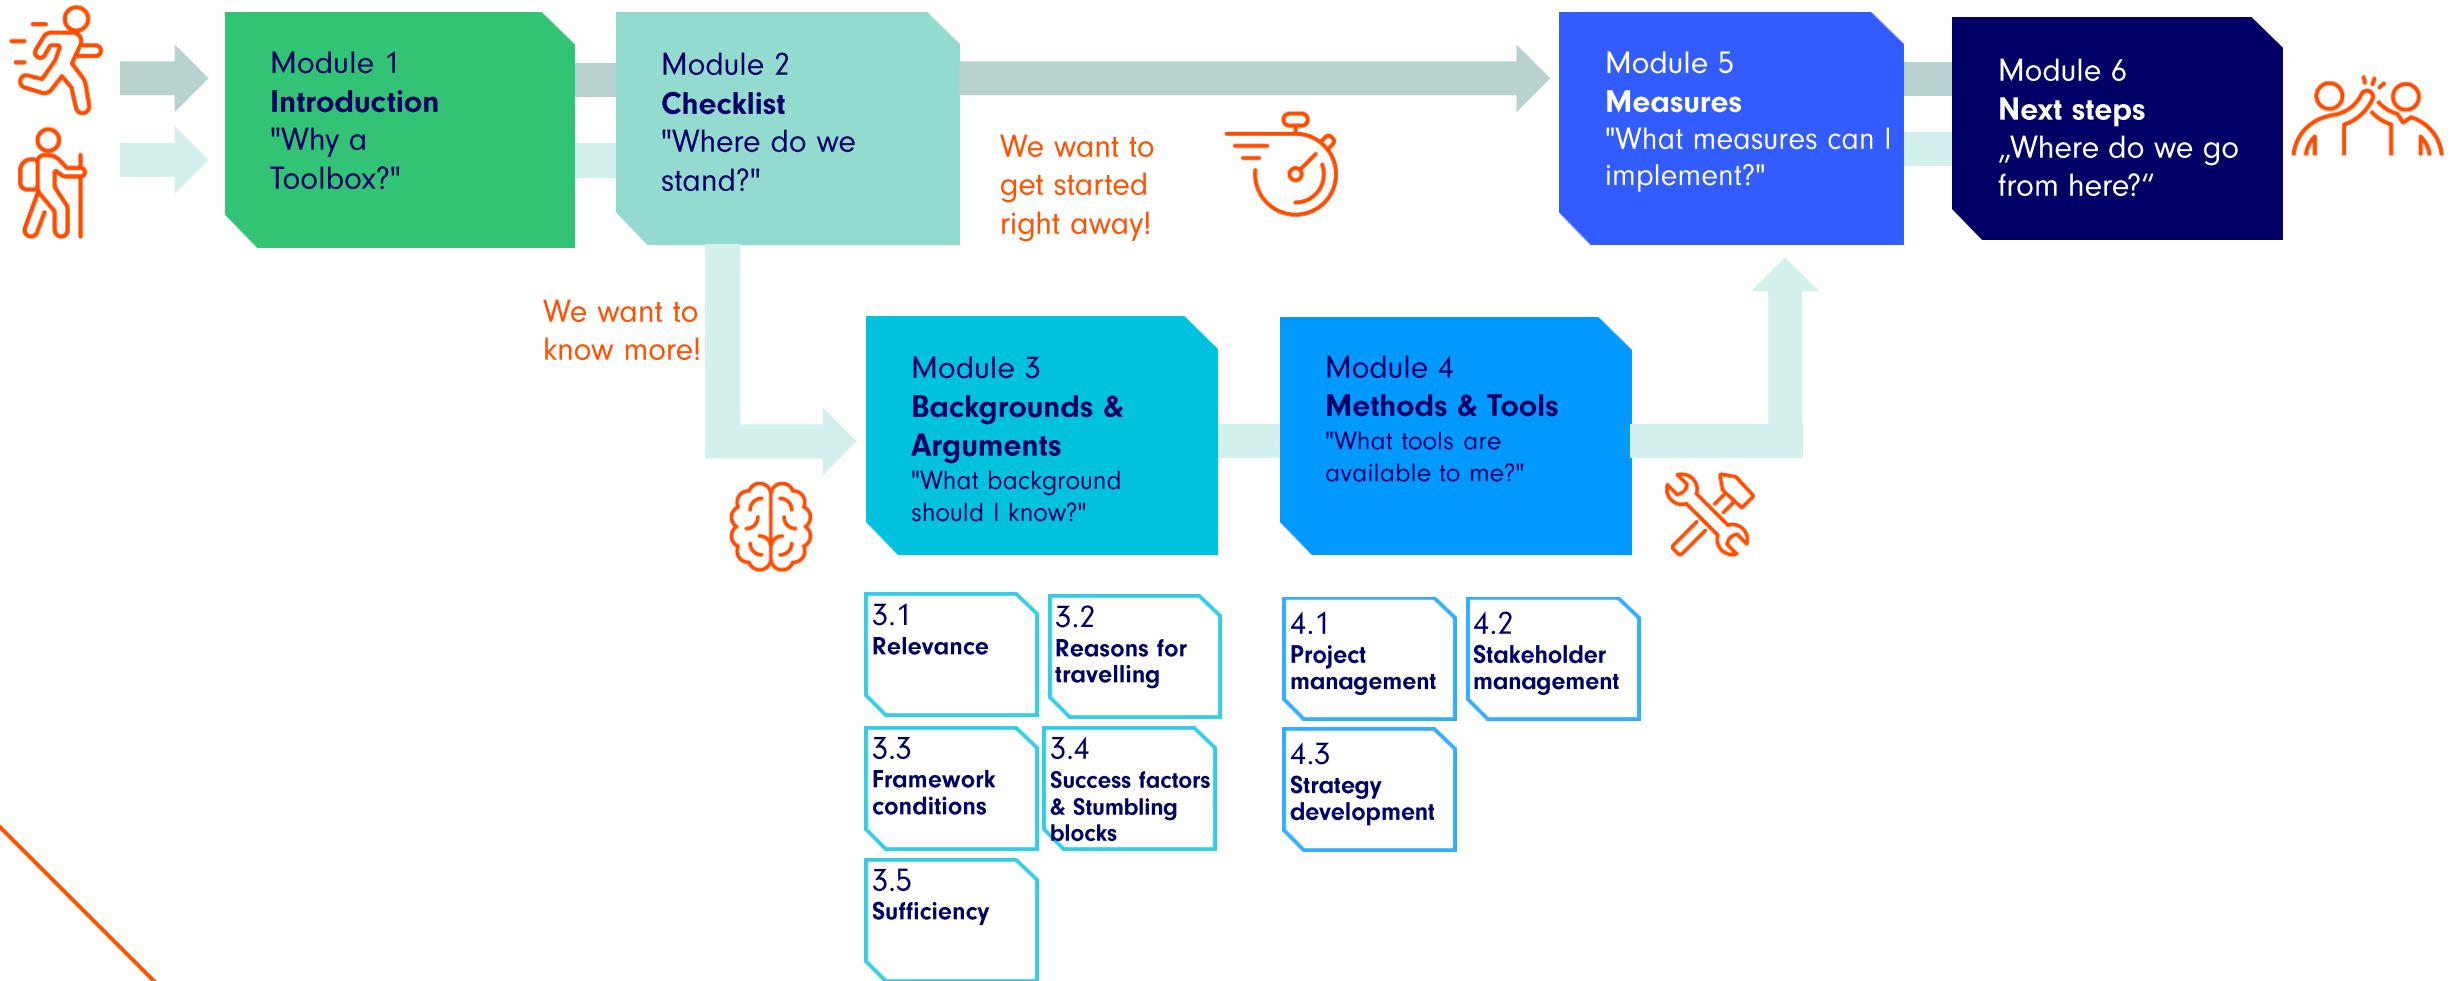 Module 1
Introduction
"Why a
Toolbox?"
Module 2
Checklist
"Where do we
stand?"
We want to
get started
right away!
Module 5
Measures
"What measures can I
implement?"
Module 6
Next steps
„Where do we go
from here?“
We want to
know more!
Module 3
Backgrounds &
Arguments
"What background
should I know?"
Module 4
Methods & Tools
"What tools are
available to me?"
3.1
Relevance
3.2
Reasons for
travelling
3.3
Framework
conditions
3.4
Success factors
& Stumbling
blocks
3.5
Sufficiency
4.1
Project
management
4.2
Stakeholder
management
4.3
Strategy
development